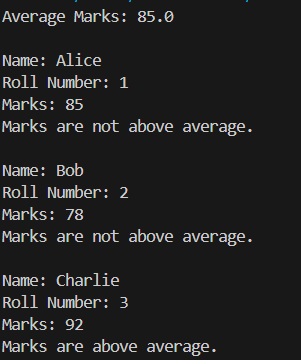 Average Marks: 85.0
Name: Alice
Roll Number: 1
Marks: 85
Marks are not above average.
Name: Bob
Roll Number: 2
Marks: 78
Marks are not above average.
Name: Charlie
Roll Number: 3
Marks: 92
Marks are above average.